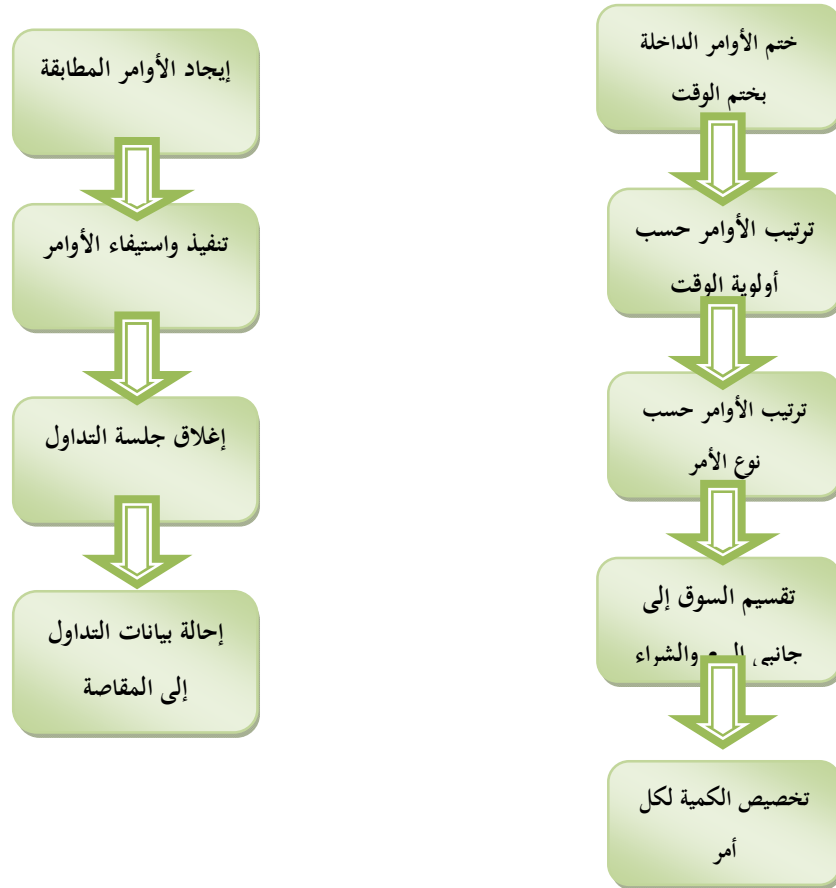 ختم الأوامر الداخلة
بختم الوقت
ترتيب الأوامر حسب
أولوية الوقت
ترتيب الأوامر حسب
نوع الأمر
تقسيم السوق إلى
جانبي والشراء
تخصيص الكمية لكل
أمر
إيجاد الأوامر المطابقة
تنفيذ واستيفاء الأوامر
إغلاق جلسة التداول
إحالة بيانات التداول
إلى المقاصة